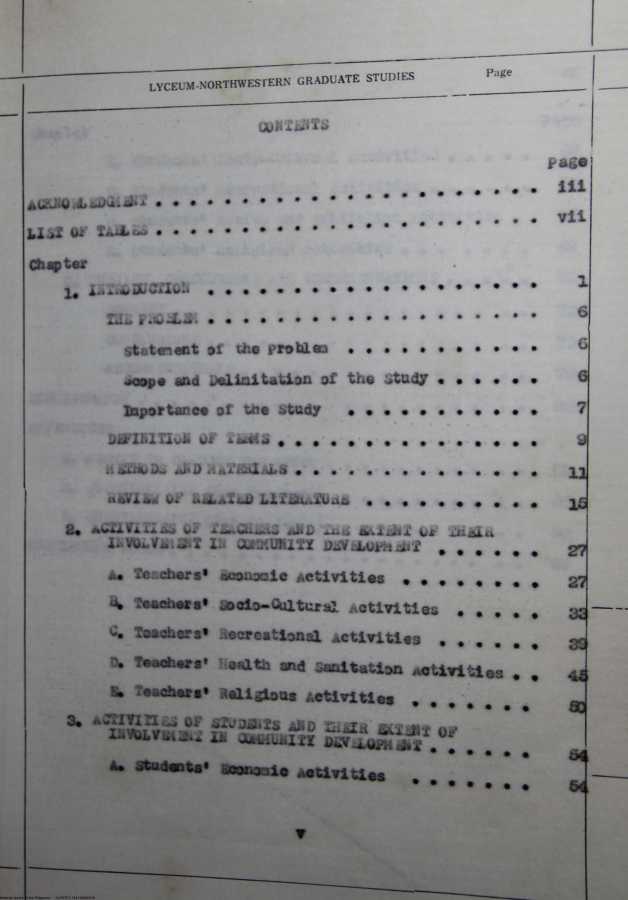 LYCEUM-NORTHWESTERN GRADUATE STUDIES Page
CONTENTS
Page
ACKNOWLEDGMENT . . . . . . . . . . . . . . . . . . . . . iii
LIST OF TABLES . . . . . . . . . . . . . . . . . . . . . vii
Chapter
1. INTRODUCTION . . . . . . . . . . . . . . . . . . 1
THE PROBLEM . . . . . . . . . . . . . . . . . . 6
Statement of the Problem . . . . . . . . . . 6
Scope and Delimitation of the Study . . . . . . 6
Importance of the Study . . . . . . . . . . 7
DEFINITION OF TERMS . . . . . . . . . . . . . . 9
METHODS AND MATERIALS . . . . . . . . . . . . . 11
REVIEW OF RELATED LITERATURE . . . . . . . . . . 15
2. ACTIVITIES OF TEACHERS AND THE EXTENT OF THEIR
INVOLVEMENT IN COMMUNITY DEVELOPMENT . . . . . . 27
A. Teachers' Economic Activities . . . . . . . . 27
B. Teachers' Socio-Cultural Activities . . . . . 33
C. Teachers' Recreational Activities . . . . . . 39
D. Teachers' Health and Sanitation Activities . . 45
E. Teachers' Religious Activities . . . . . . . 50
3. ACTIVITIES OF STUDENTS AND THEIR EXTENT OF
INVOLVEMENT IN COMMUNITY DEVELOPMENT . . . . . . 54
A. Students' Economic Activities . . . . . . . 54
v